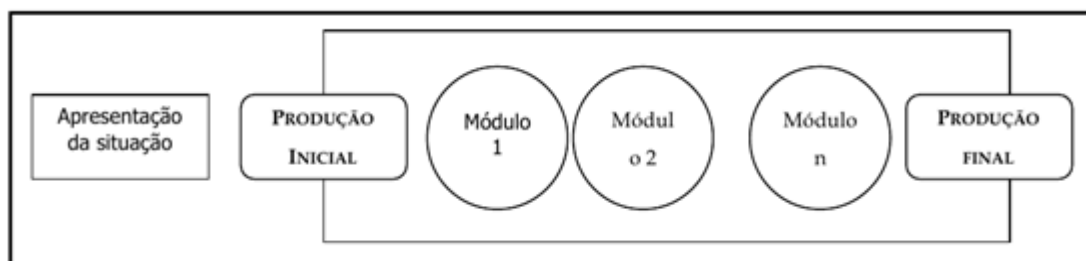 Apresentação
da situação
PRODUÇÃO
INICIAL
Módulo
1
Módul
o 2
Módulo
n
PRODUÇÃO
FINAL